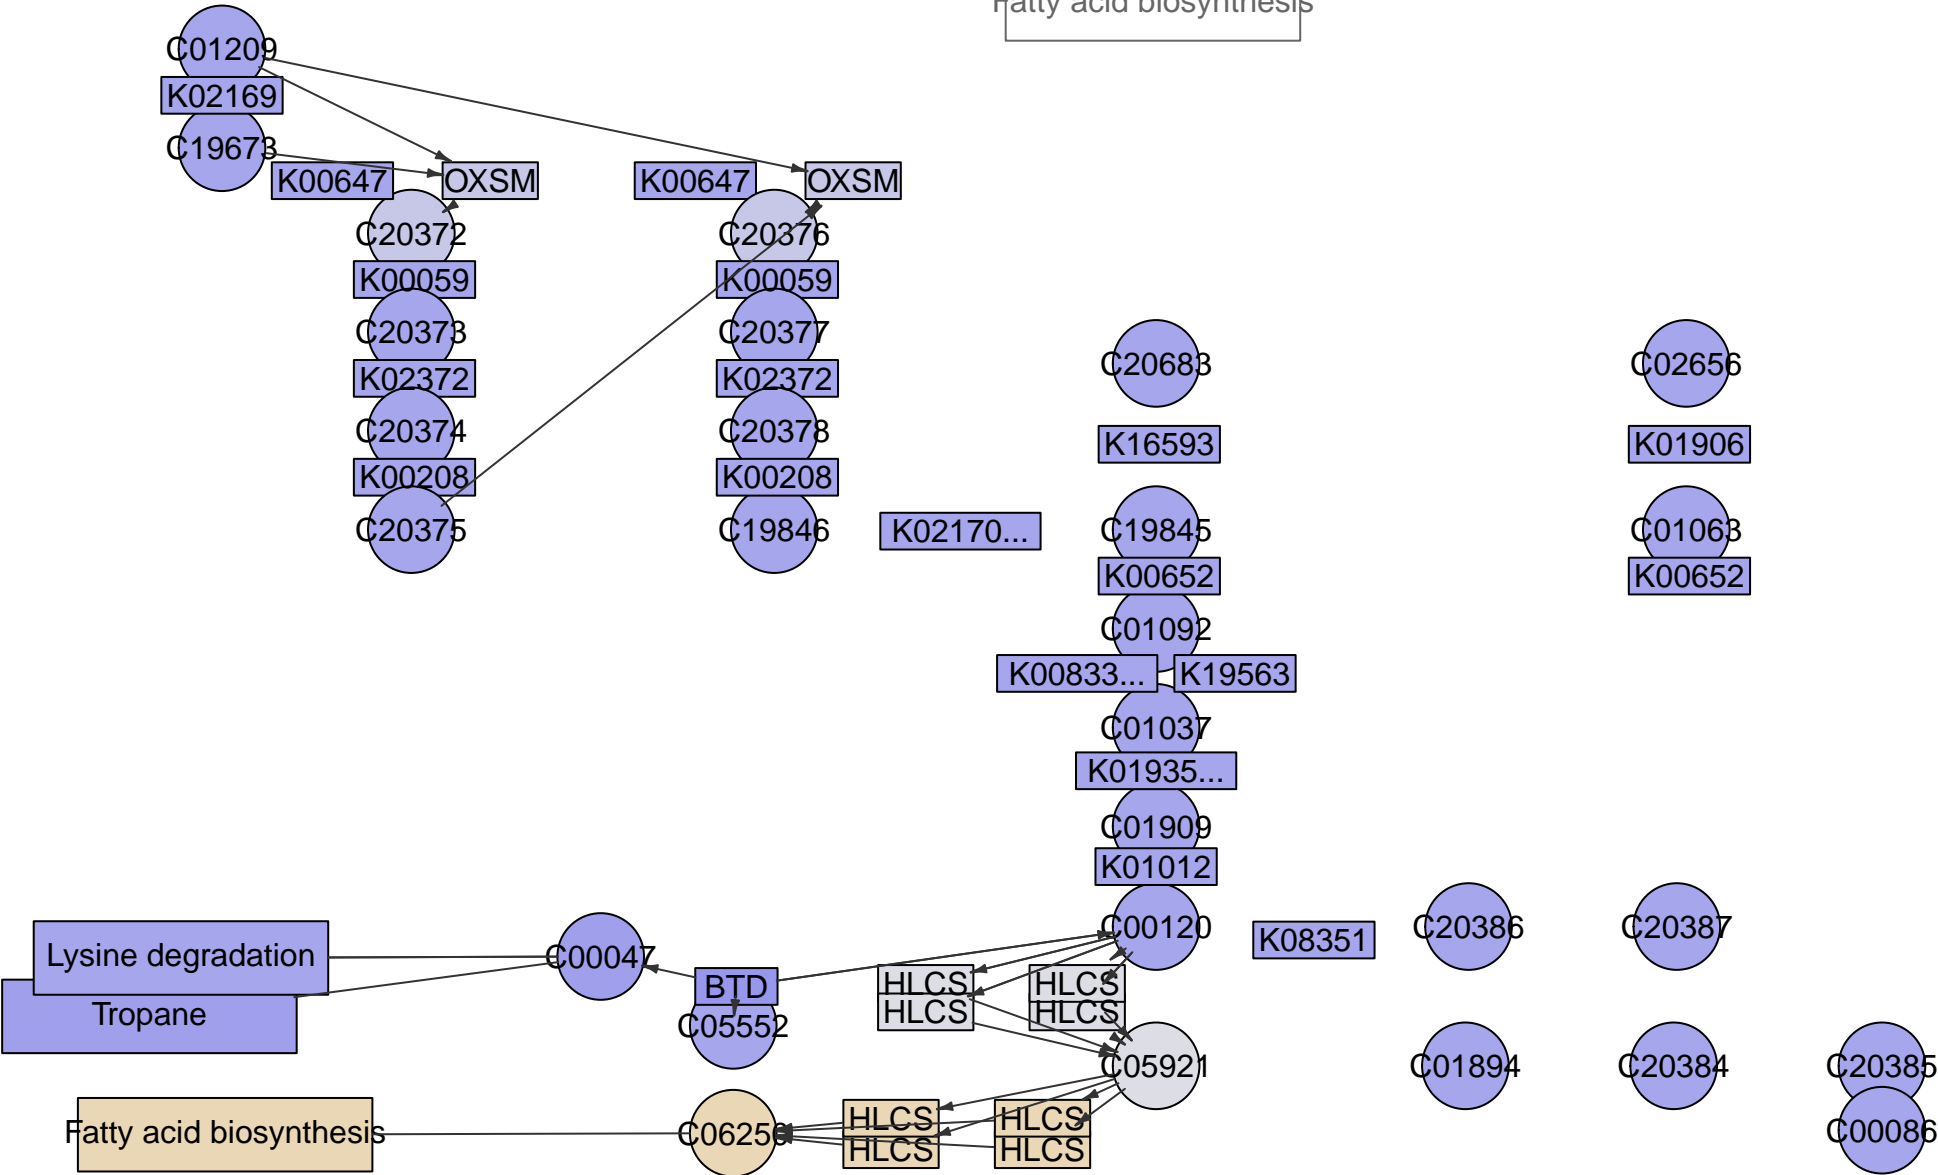 Fatty acid biosynthesis
C01209
K02169
C19673
K00647
OXSM
K00647
OXSM
C20372
C20376
K00059
K00059
C20373
C20377
C20683
C02656
K02372
K02372
C20374
C20378
K16593
K01906
K00208
K00208
C20375
C19846
K02170...
C19845
C01063
K00652
K00652
C01092
K00833...
K19563
C01037
K01935...
C01909
K01012
C00120
K08351
C20386
C20387
Lysine degradation
C00047
BTD
HLCS
HLCS
Tropane
C05552
HLCS
HLCS
C05921
C01894
C20384
C20385
Fatty acid biosynthesis
C06250
HLCS
HLCS
C00086
HLCS
HLCS